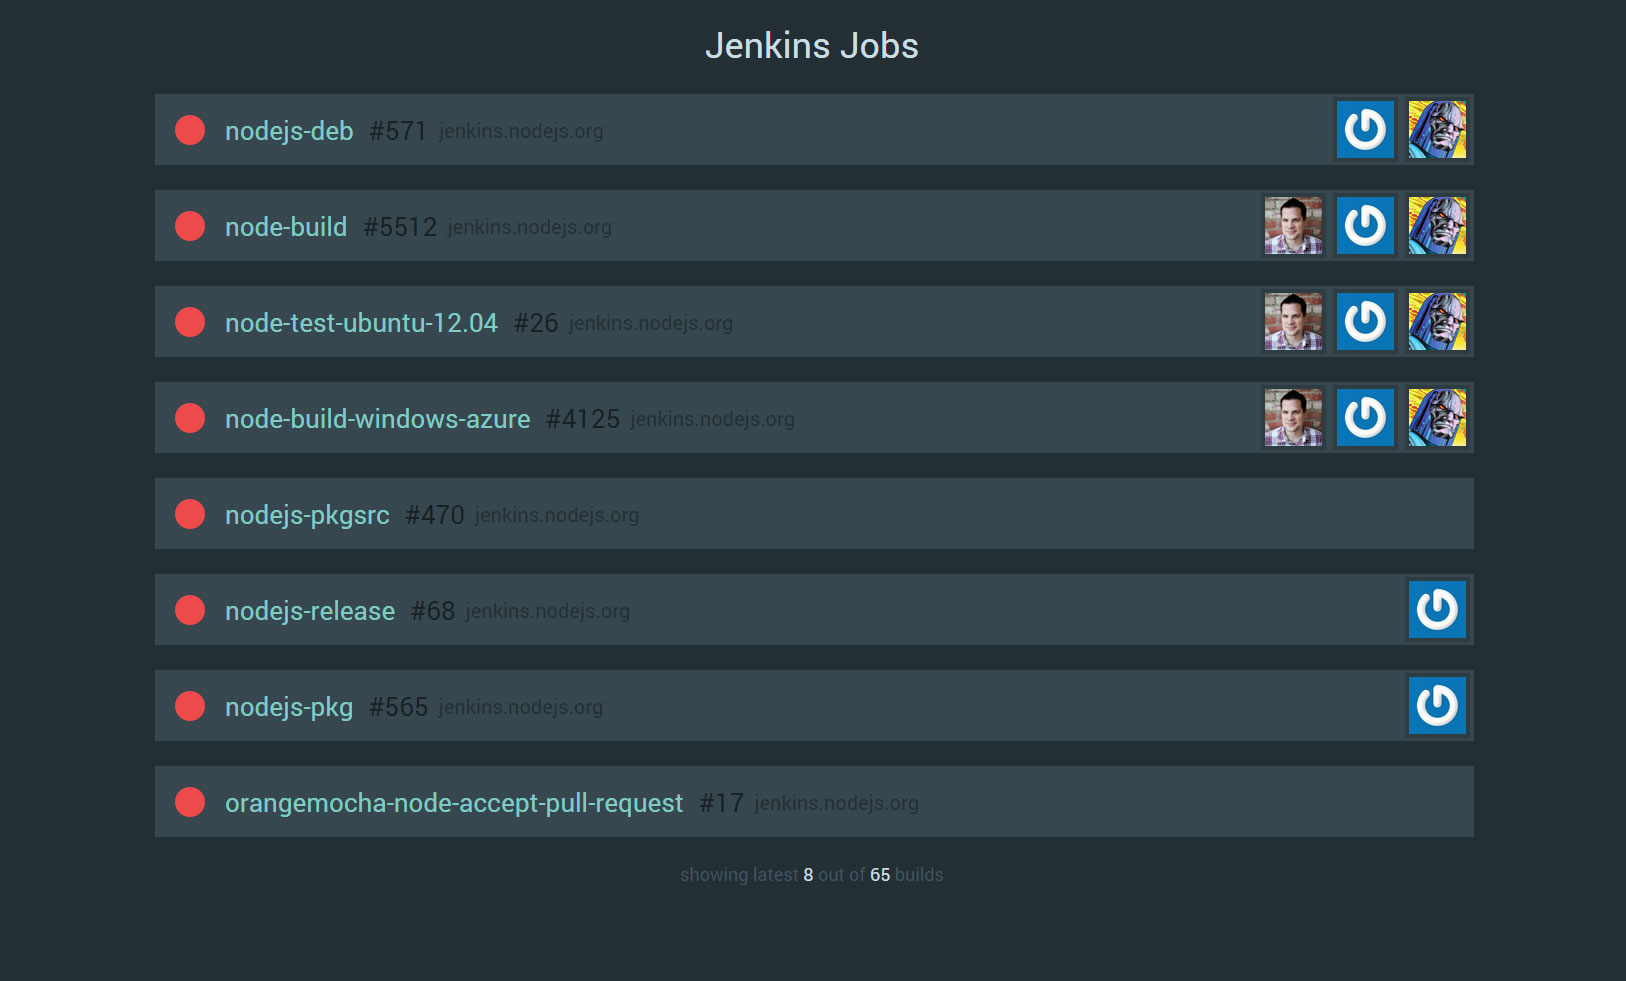 Jenkins Jobs
nodejs-deb #571 jenkins.nodejs.org
node-build #5512 jenkins.nodejs.org
node-test-ubuntu-12.04 #26 jenkins.nodejs.org
node-build-windows-azure #4125 jenkins.nodejs.org
nodejs-pkgsrc #470 jenkins.nodejs.org
nodejs-release #68 jenkins.nodejs.org
nodejs-pkg #565 jenkins.nodejs.org
orangemocha-node-accept-pull-request #17 jenkins.nodejs.org
showing latest 8 out of 65 builds